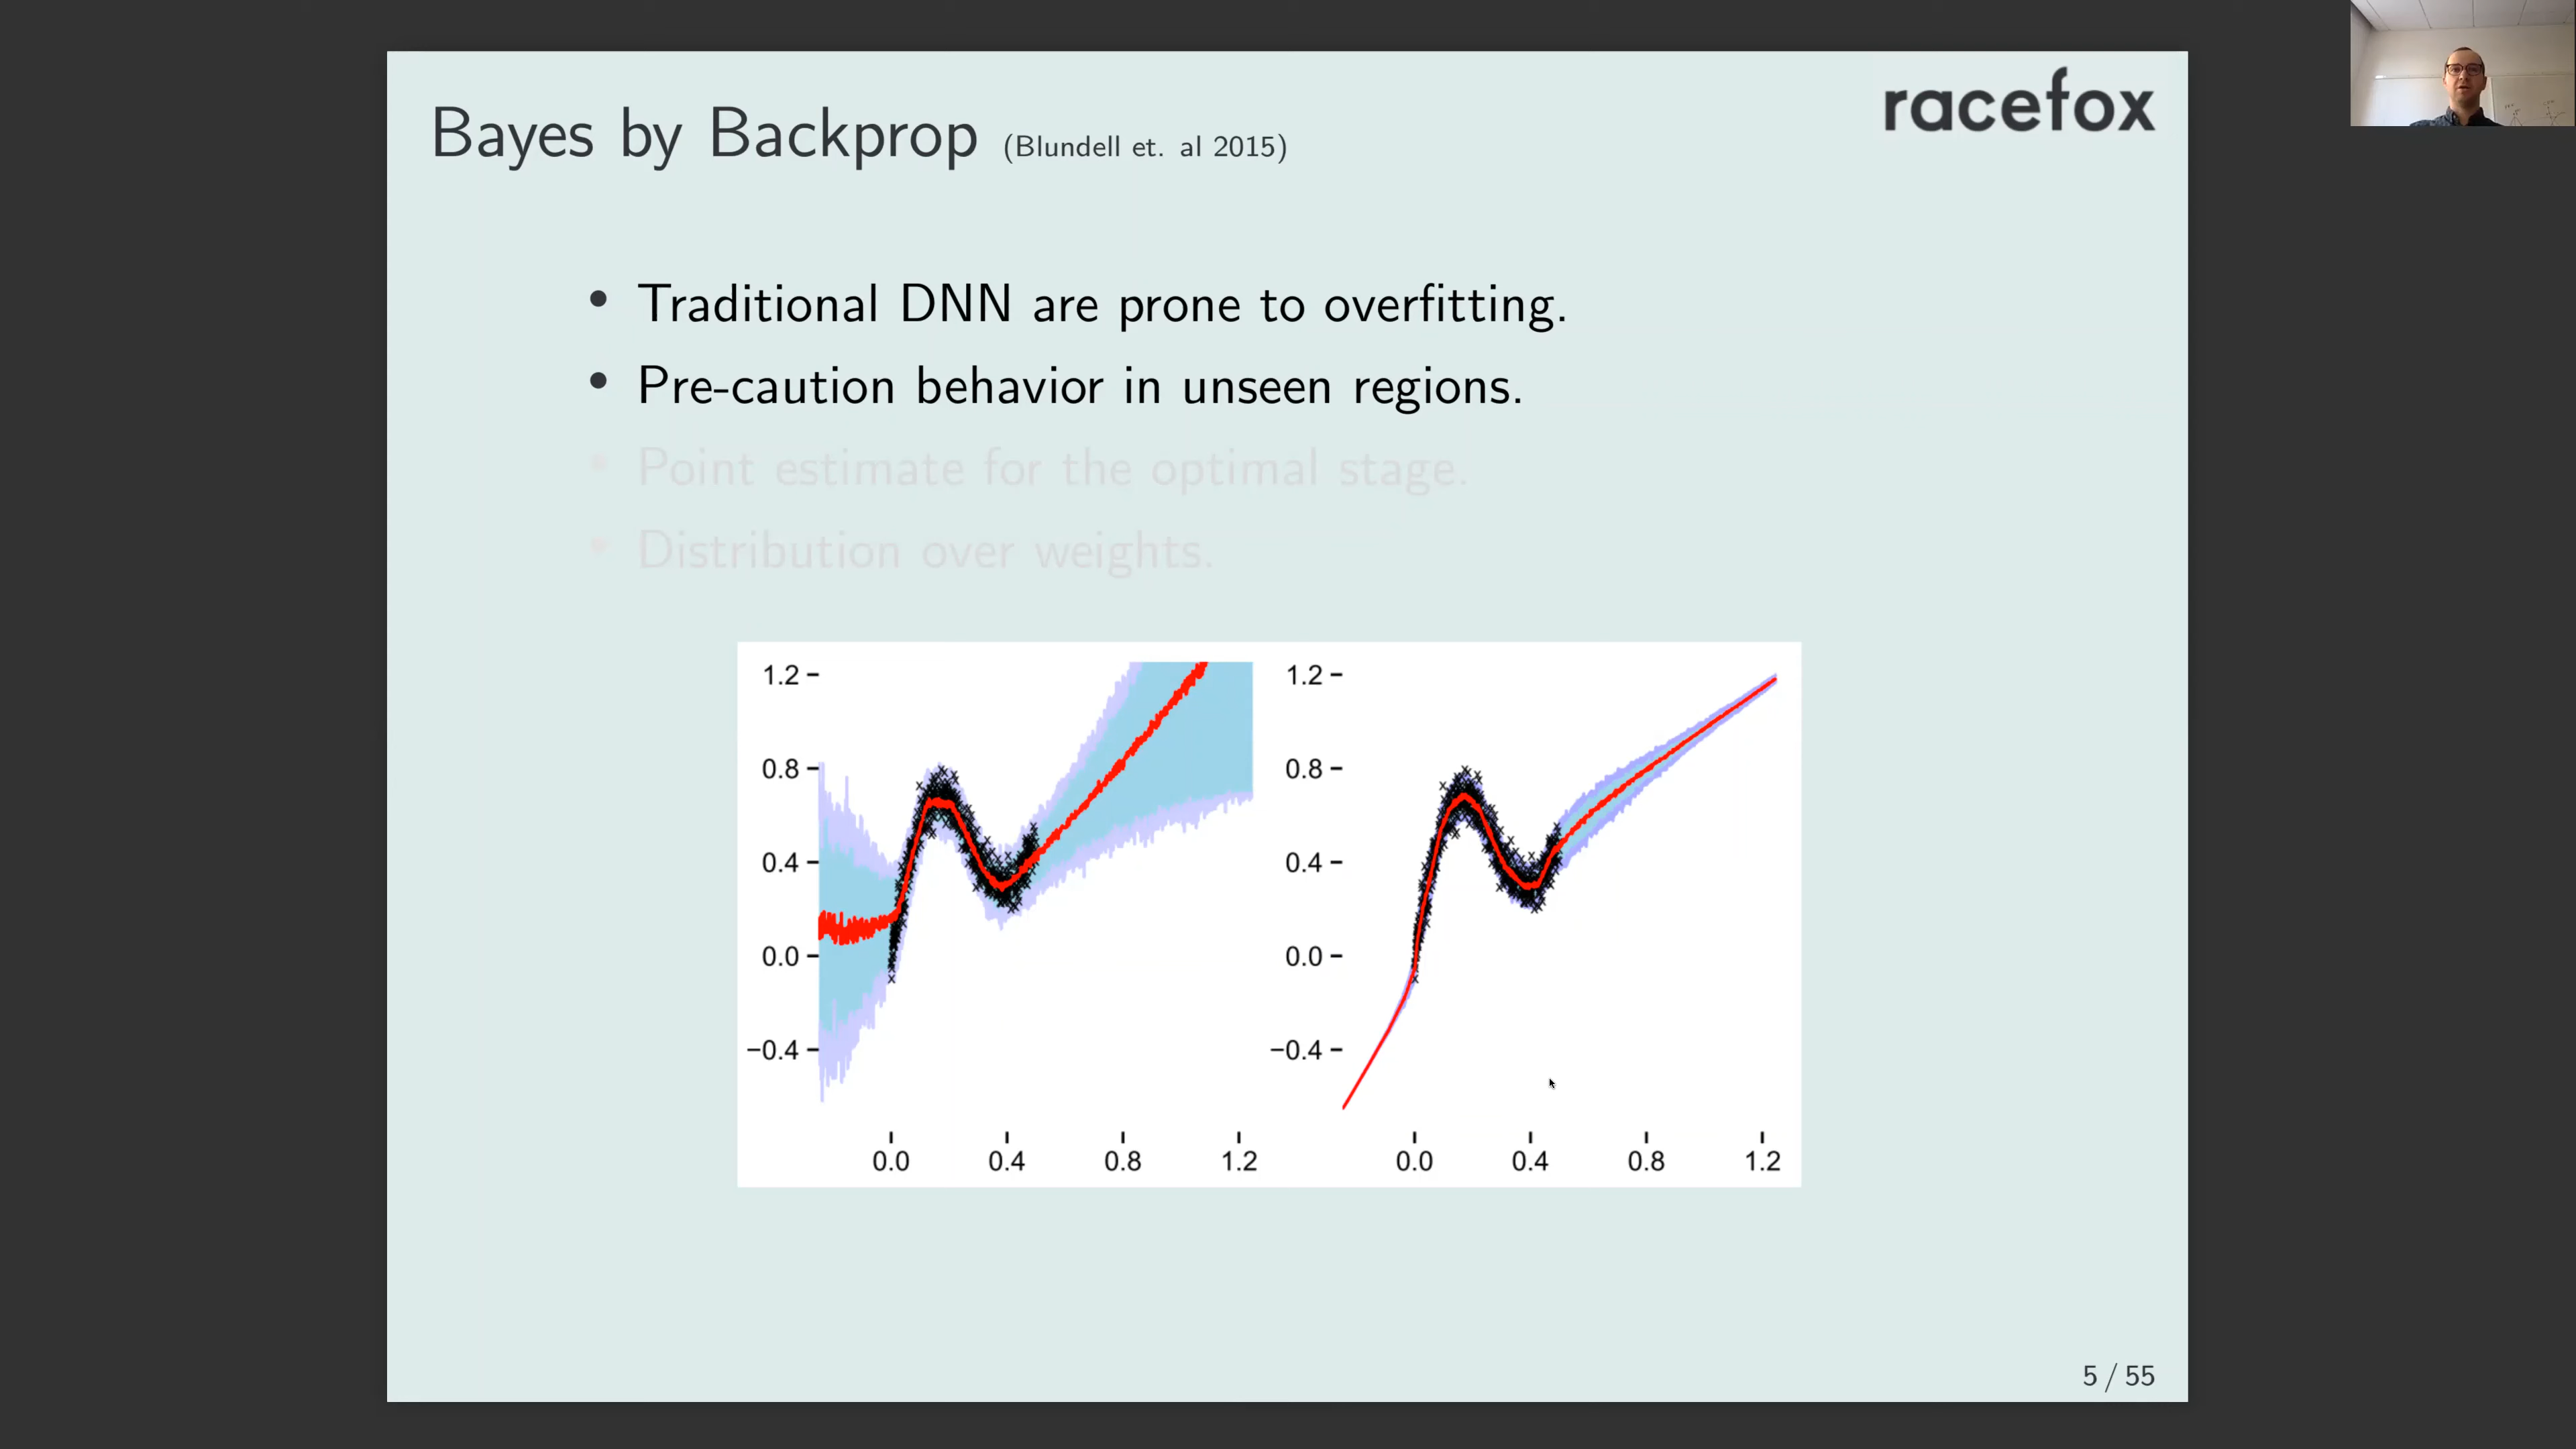 racefox
Bayes by Backprop (Blundell et. al 2015)
• Traditional DNN are prone to overfitting.
• Pre-caution behavior in unseen regions.
• Point estimate for the optimal stage.
• Distribution over weights.
1.2
0.8
0.4
0.0
−0.4
0.0 0.4 0.8 1.2
1.2
0.8
0.4
0.0
−0.4
0.0 0.4 0.8 1.2
5 / 55